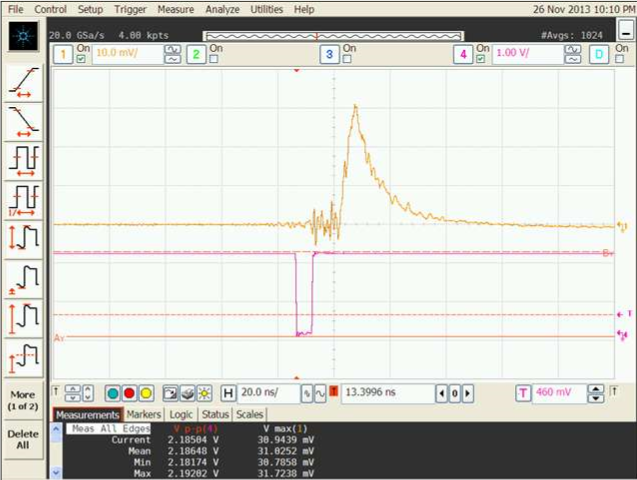 File Control Setup Trigger Measure Analyze Utilities Help 26 Nov 2013 10:10 PM
20.0 GSa/s 4.00 kpts #Avgs: 1024
1 On 10.0 mV/ 2 On 3 On 4 On 1.00 V/ On
More
(1 of 2)
Delete
All
H 20.0 ns/ 13.3996 ns 0 T 460 mV
Measurements Markers Logic Status Scales
Meas All Edges V p-p(4) V max(1)
Current 2.18504 V 30.9439 mV
Mean 2.18648 V 31.0252 mV
Min 2.18174 V 30.7858 mV
Max 2.19202 V 31.7238 mV